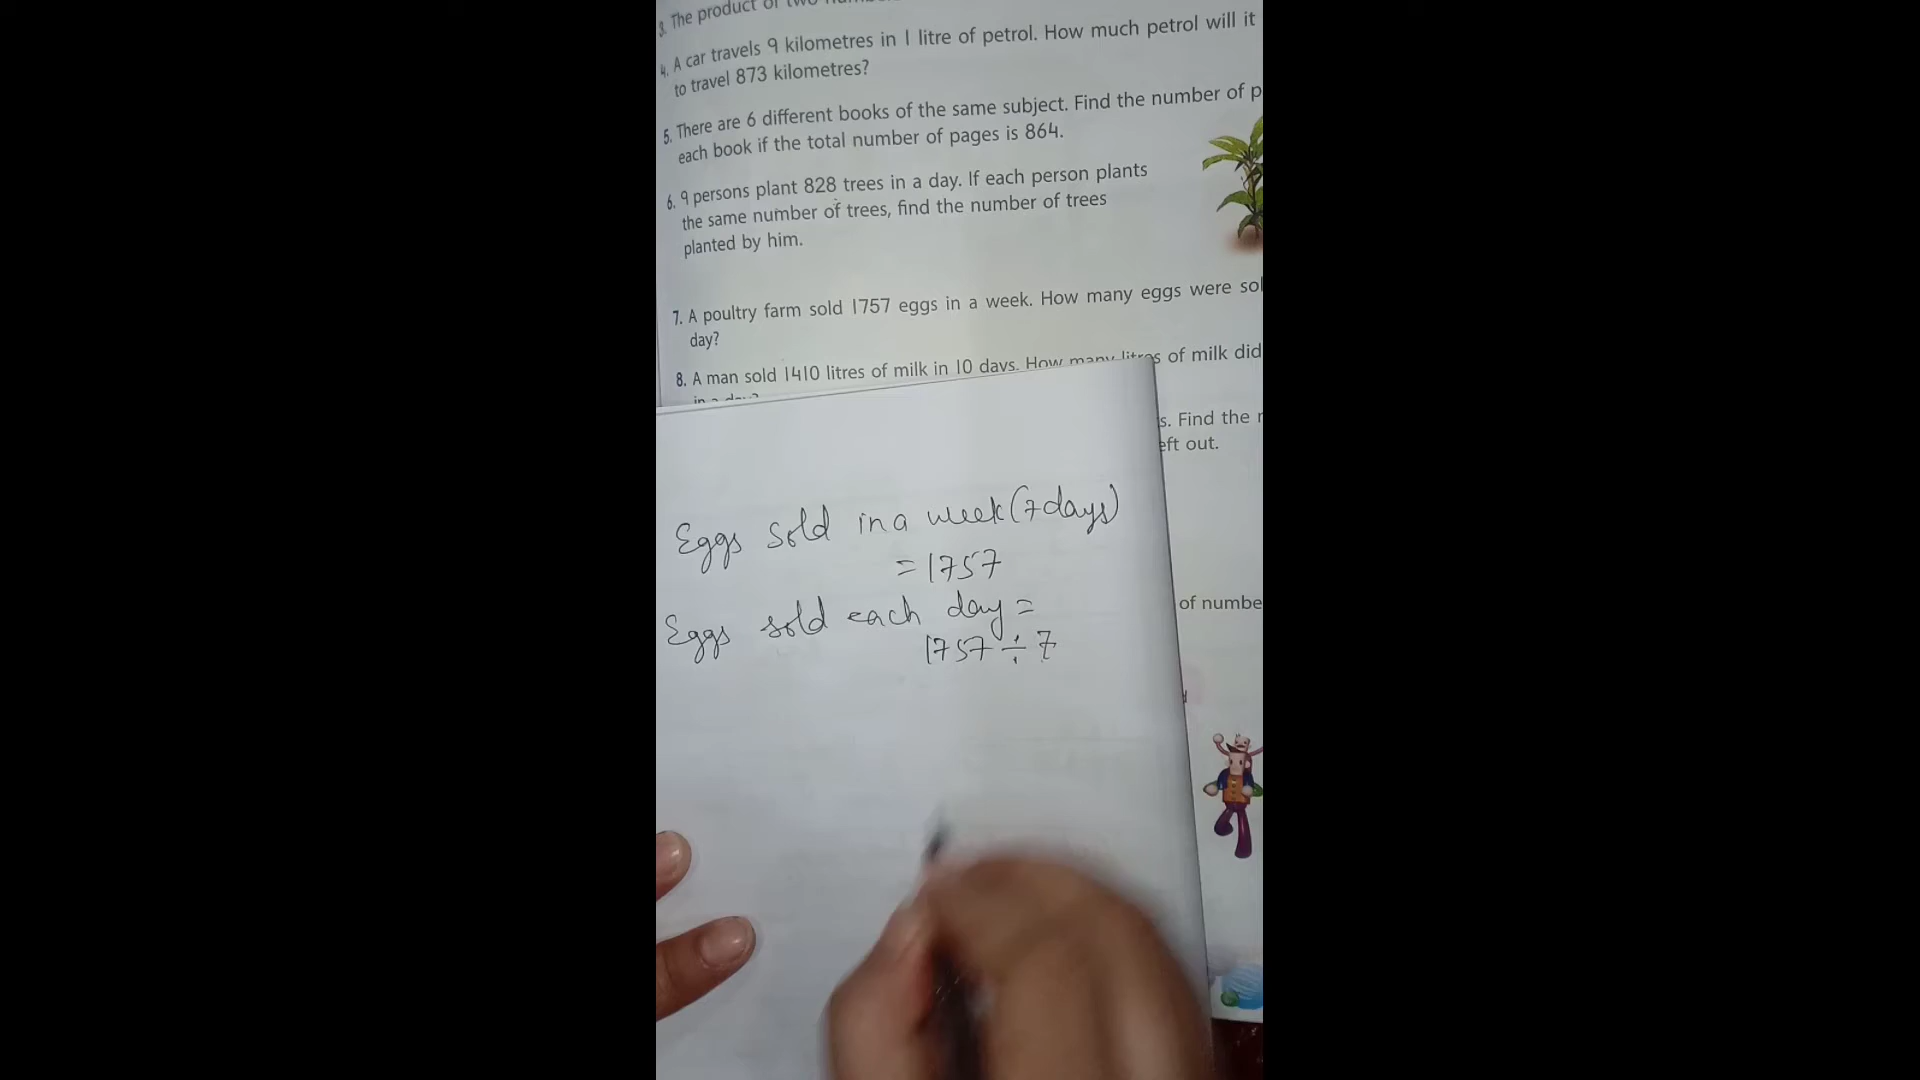 3. The product of two
4. A car travels 9 kilometres in 1 litre of petrol. How much petrol will it
to travel 873 kilometres?
5. There are 6 different books of the same subject. Find the number of p
each book if the total number of pages is 864.
6. 9 persons plant 828 trees in a day. If each person plants
the same number of trees, find the number of trees
planted by him.
7. A poultry farm sold 1757 eggs in a week. How many eggs were sol
day?
8. A man sold 1410 litres of milk in 10 days. How many litres of milk did
s. Find the r
eft out.
Eggs sold in a week (7 days)
= 1757
Eggs sold each day =
1757 ÷ 7
of numbe